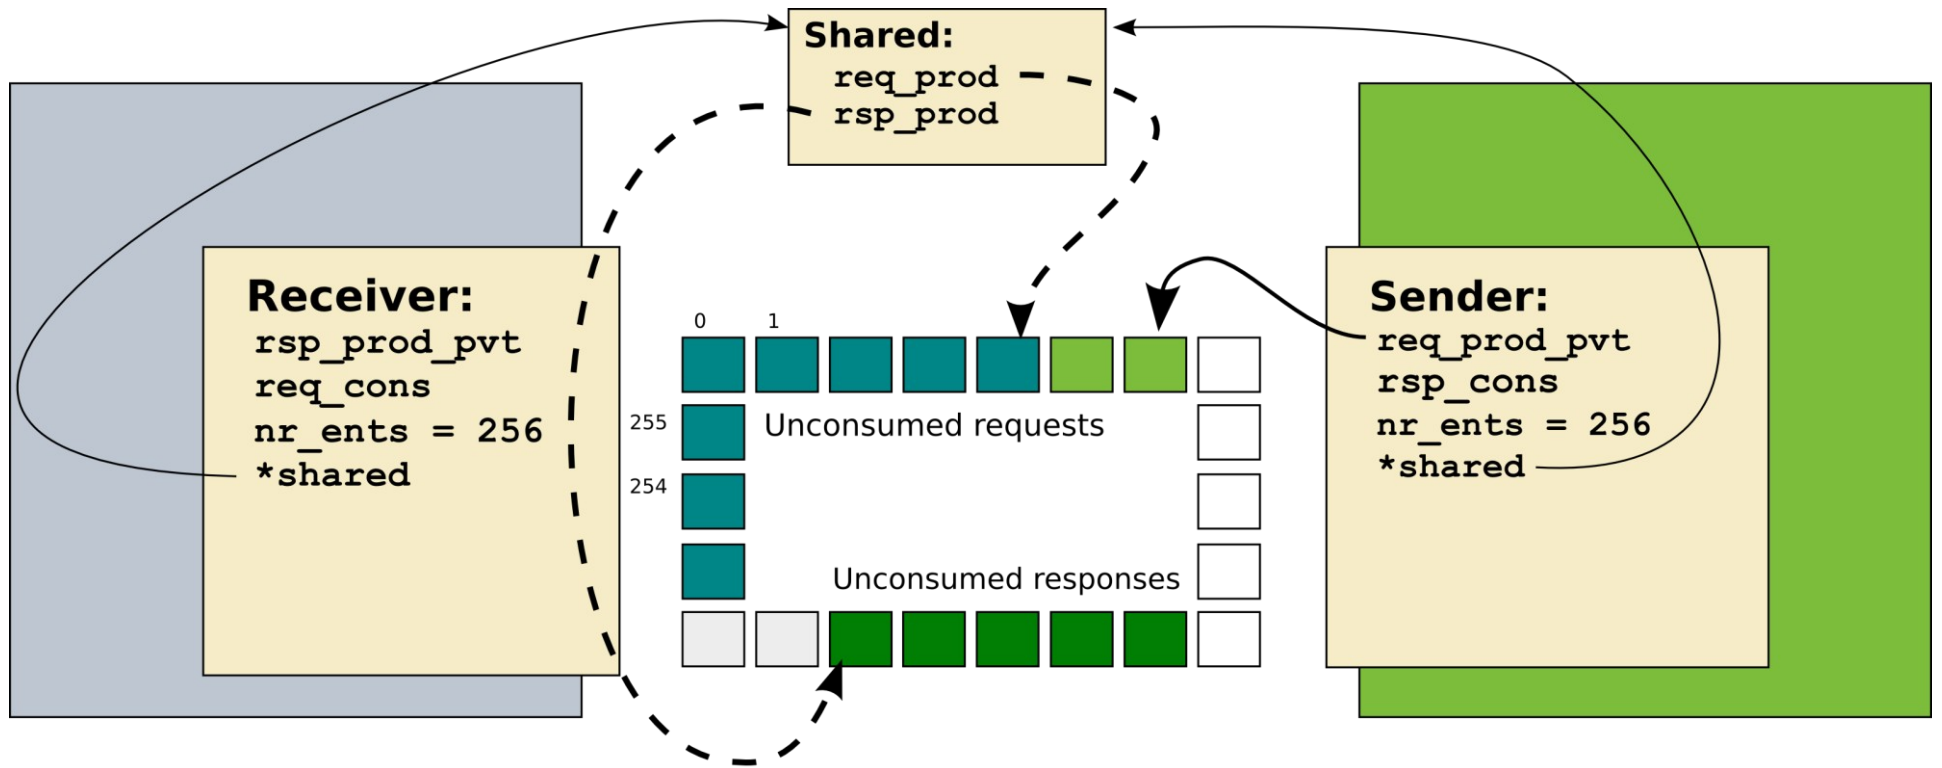 Shared:
req_prod
rsp_prod
Receiver:
rsp_prod_pvt
req_cons
nr_ents = 256
*shared
0 1
255
254
Unconsumed requests
Unconsumed responses
Sender:
req_prod_pvt
rsp_cons
nr_ents = 256
*shared